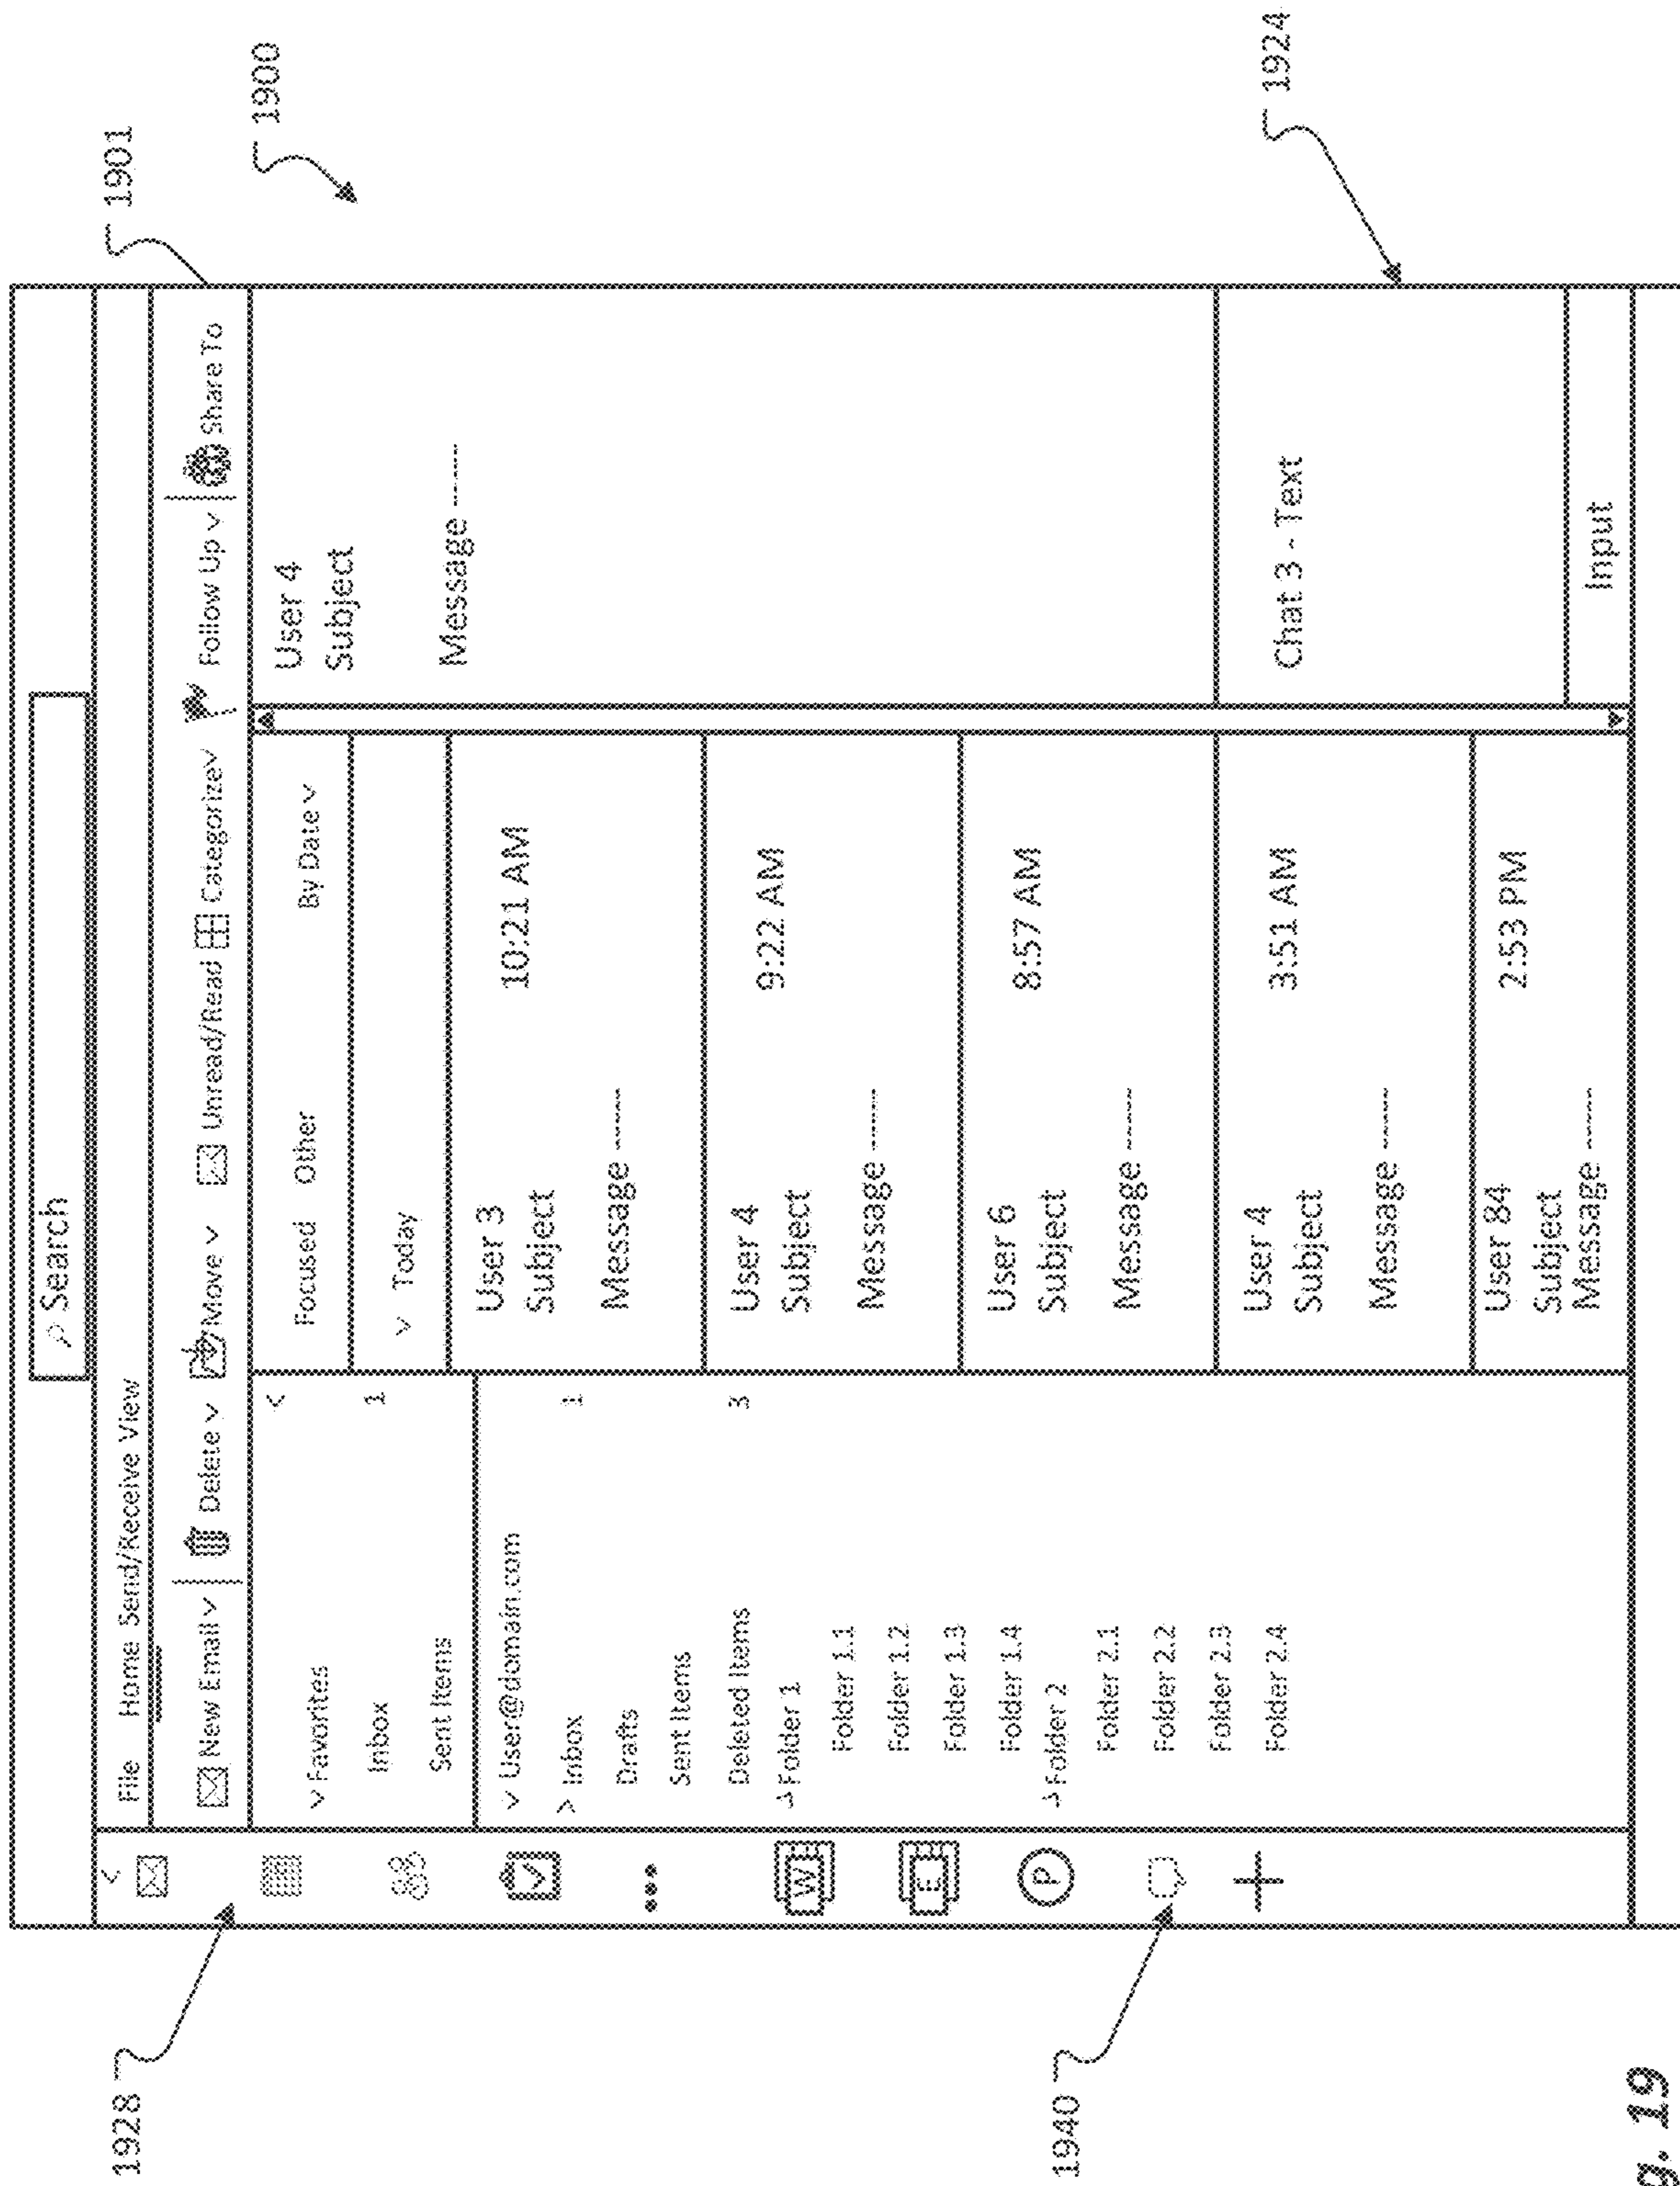 1901
1900
Search
File Home Send/Receive View
New Email Delete Move Unread/Read Categorize Follow Up Share To
1928
Favorites
Inbox 1
Sent Items
User@domain.com
Inbox 1
Drafts
Sent Items
Deleted Items 3
Folder 1
Folder 1.1
Folder 1.2
Folder 1.3
Folder 1.4
Folder 2
Folder 2.1
Folder 2.2
Folder 2.3
Folder 2.4
W
E
P
1940
Focused Other By Date
Today
User 3
Subject 10:21 AM
Message ------
User 4
Subject 9:22 AM
Message ------
User 6
Subject 8:57 AM
Message ------
User 4
Subject 3:51 AM
Message ------
User 84
Subject 2:53 PM
Message ------
User 4
Subject
Message ------
Chat 3 - Text
1924
Input
g. 19